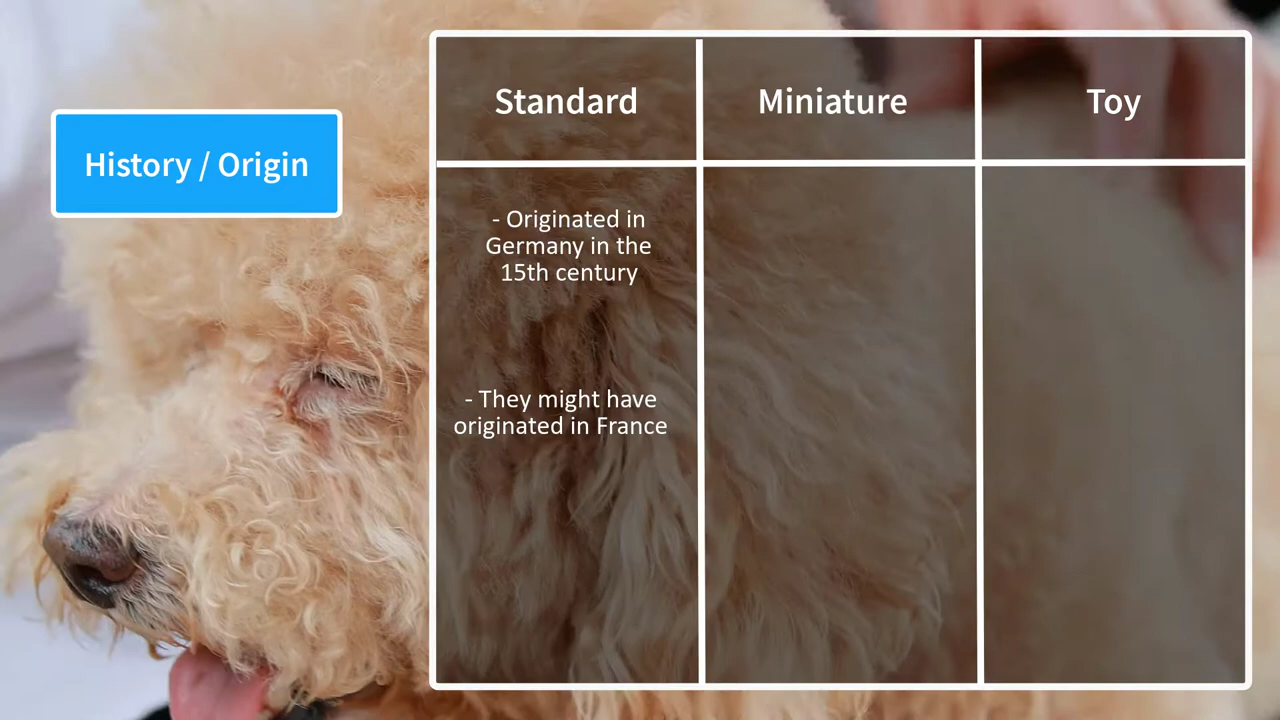 History / Origin
Standard
Miniature
Toy
- Originated in
Germany in the
15th century
- They might have
originated in France